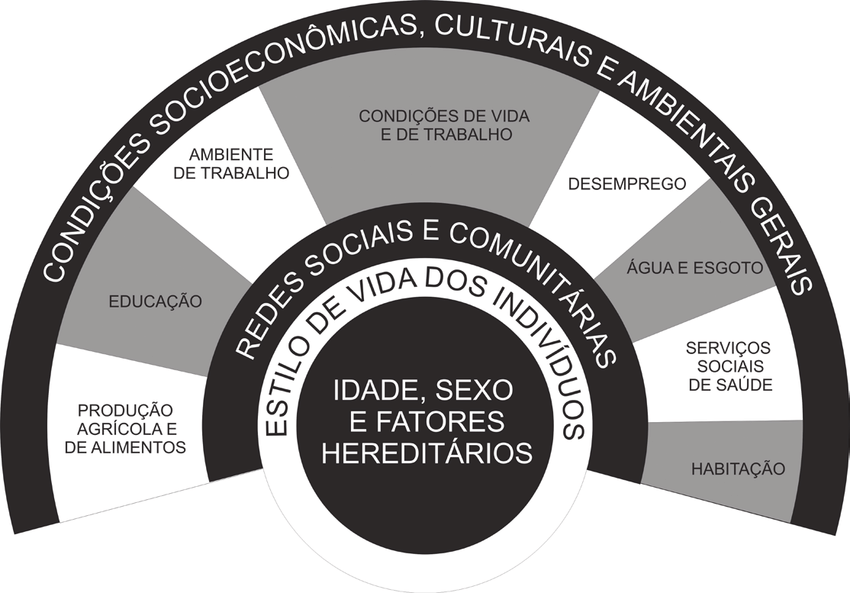 CONDIÇÕES SOCIOECONÔMICAS, CULTURAIS E AMBIENTAIS GERAIS
CONDIÇÕES DE VIDA
E DE TRABALHO
AMBIENTE
DE TRABALHO
DESEMPREGO
EDUCAÇÃO
ÁGUA E ESGOTO
PRODUÇÃO
AGRÍCOLA E
DE ALIMENTOS
SERVIÇOS
SOCIAIS
DE SAÚDE
HABITAÇÃO
REDES SOCIAIS E COMUNITÁRIAS
ESTILO DE VIDA DOS INDIVÍDUOS
IDADE, SEXO
E FATORES
HEREDITÁRIOS